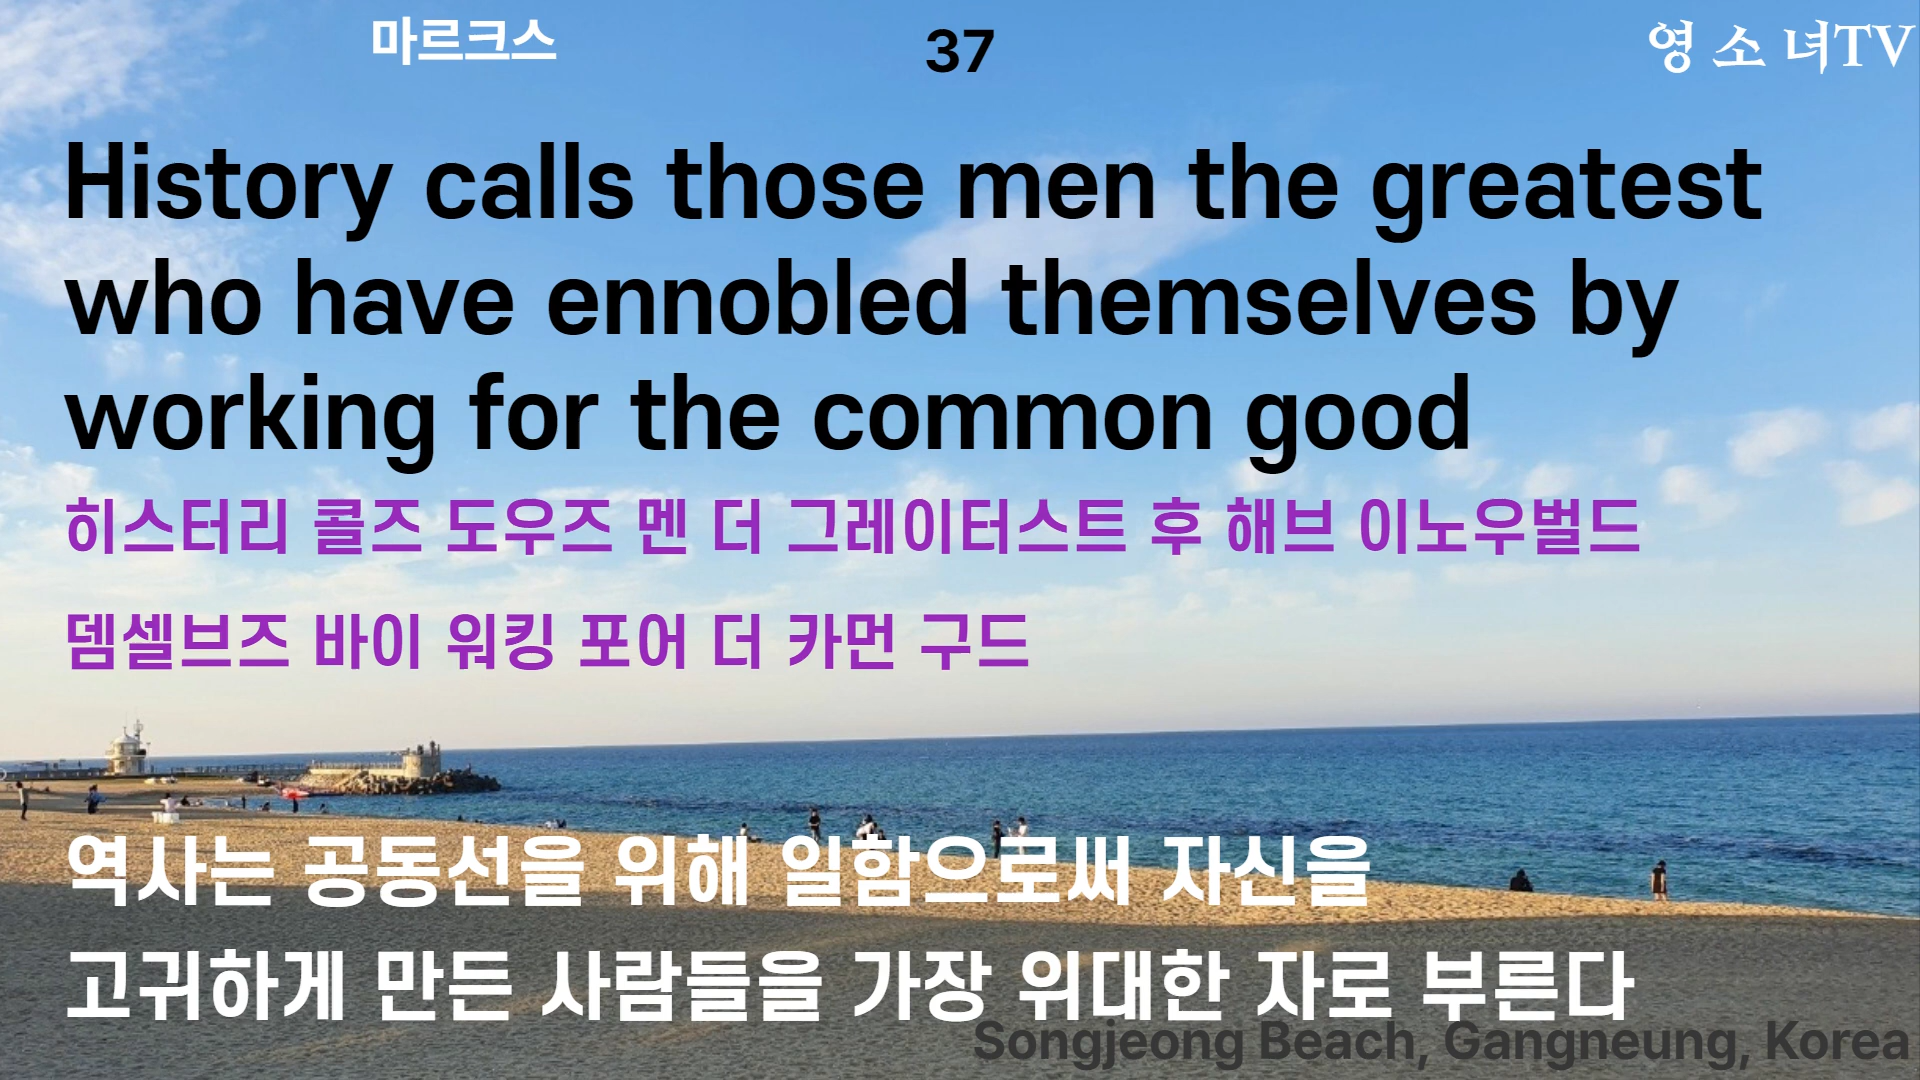 마르크스
37
영 소 녀TV
History calls those men the greatest
who have ennobled themselves by
working for the common good
히스터리 콜즈 도우즈 멘 더 그레이터스트 후 해브 이노우벌드
뎀셀브즈 바이 워킹 포어 더 카먼 구드
역사는 공동선을 위해 일함으로써 자신을
고귀하게 만든 사람들을 가장 위대한 자로 부른다
Songjeong Beach, Gangneung, Korea